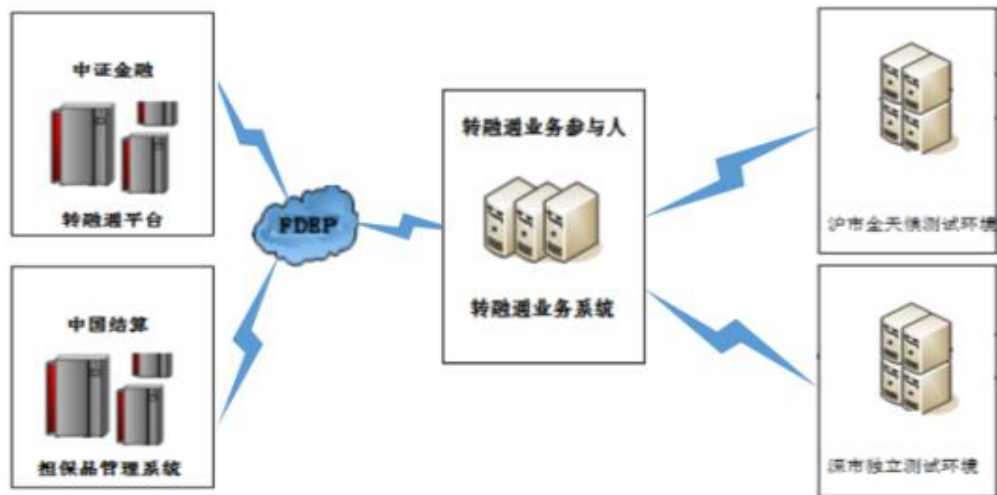 中证金融
转融通平台
中国结算
担保品管理系统
FDEP
转融通业务参与人
转融通业务系统
沪市全天候测试环境
深市独立测试环境